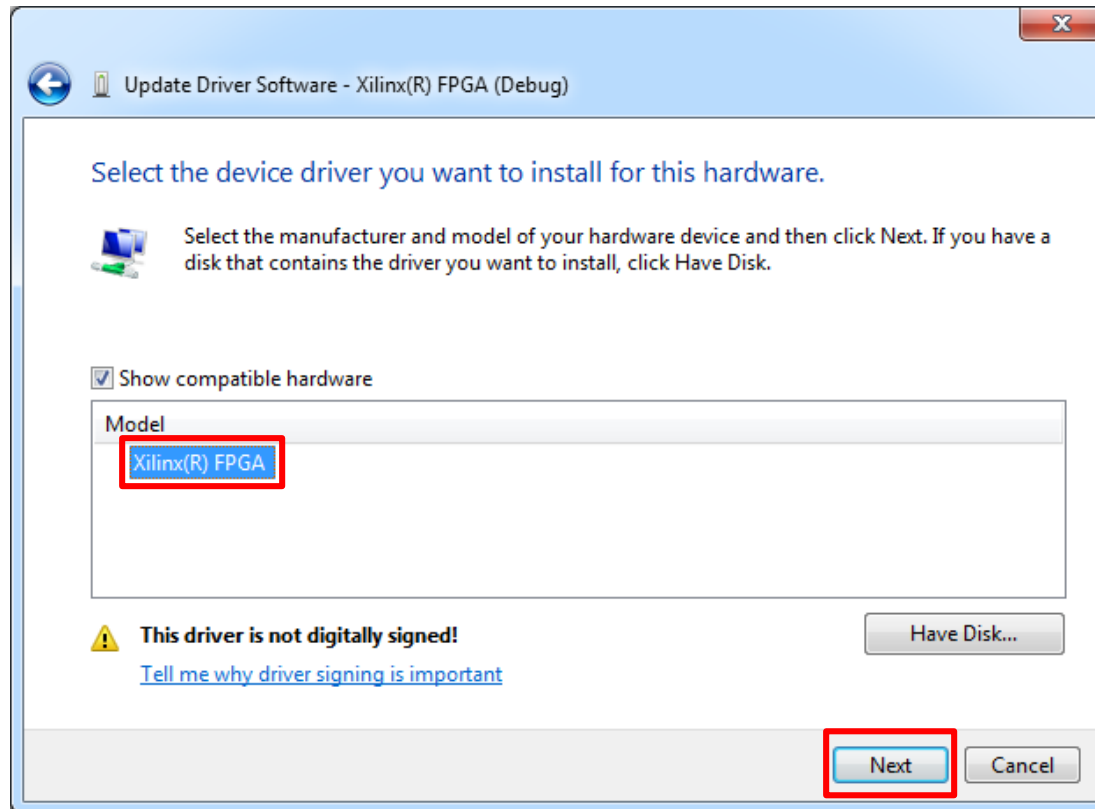 Update Driver Software - Xilinx(R) FPGA (Debug)
Select the device driver you want to install for this hardware.
Select the manufacturer and model of your hardware device and then click Next. If you have a
disk that contains the driver you want to install, click Have Disk.
Show compatible hardware
Model
Xilinx(R) FPGA
This driver is not digitally signed!
Have Disk...
Tell me why driver signing is important
Next
Cancel